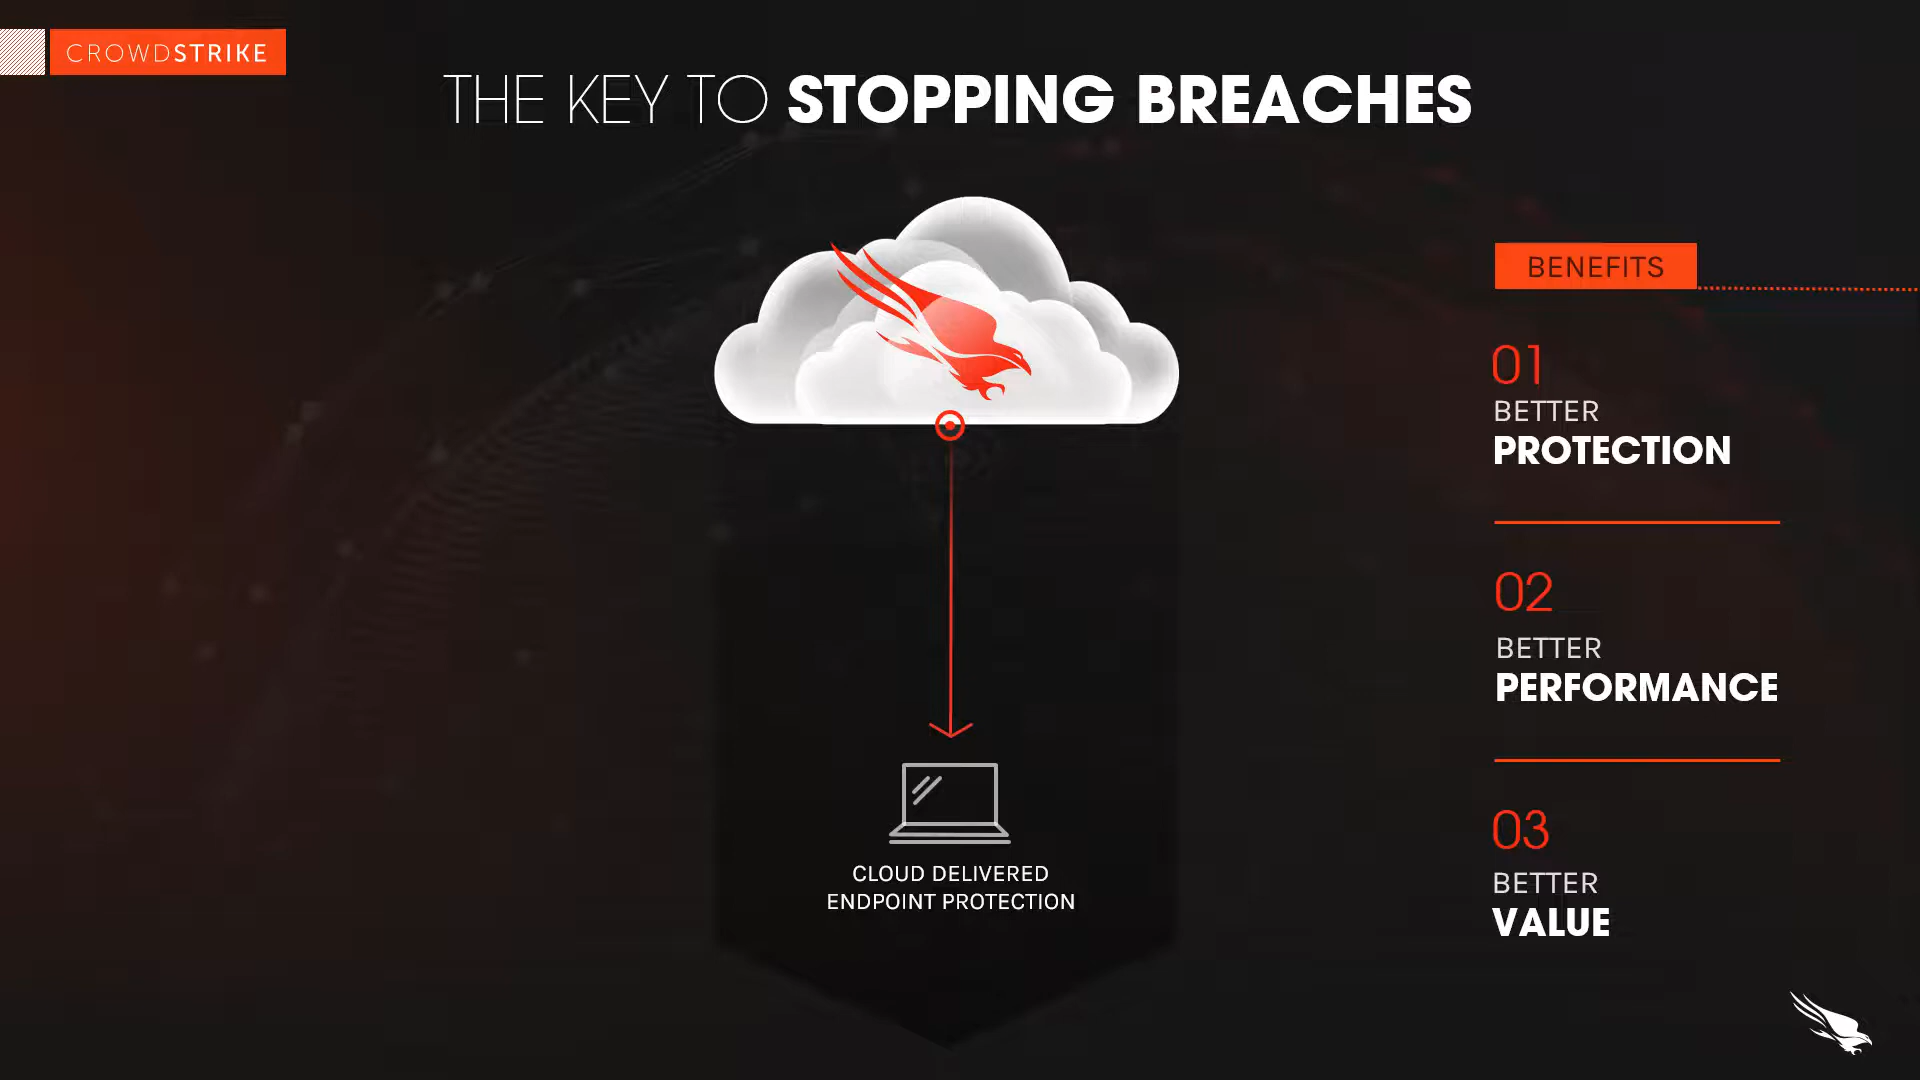 CROWDSTRIKE
THE KEY TO STOPPING BREACHES
BENEFITS
01
BETTER
PROTECTION
02
BETTER
PERFORMANCE
03
BETTER
VALUE
CLOUD DELIVERED
ENDPOINT PROTECTION